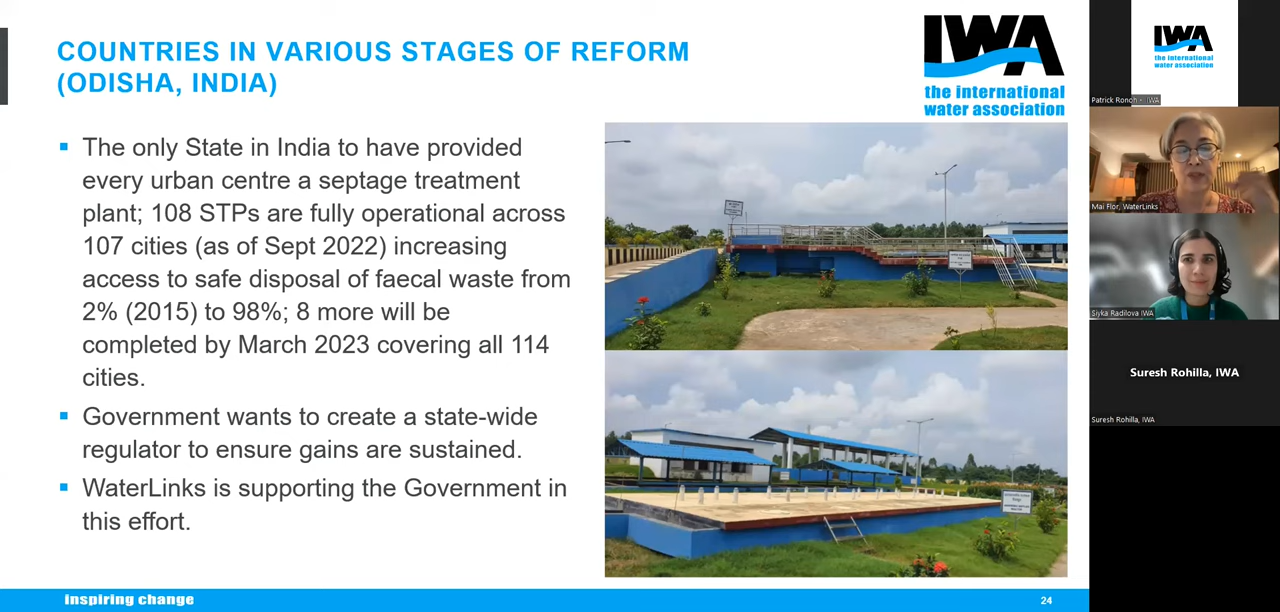 COUNTRIES IN VARIOUS STAGES OF REFORM
(ODISHA, INDIA)
IWA
the international
water association
The only State in India to have provided
every urban centre a septage treatment
plant; 108 STPs are fully operational across
107 cities (as of Sept 2022) increasing
access to safe disposal of faecal waste from
2% (2015) to 98%; 8 more will be
completed by March 2023 covering all 114
cities.
Government wants to create a state-wide
regulator to ensure gains are sustained.
WaterLinks is supporting the Government in
this effort.
inspiring change
24
IWA
the international
water association
Patrick Ronoh - IWA
Mai Flor, WaterLinks
Siyka Radilova IWA
Suresh Rohilla, IWA
Suresh Rohilla, IWA